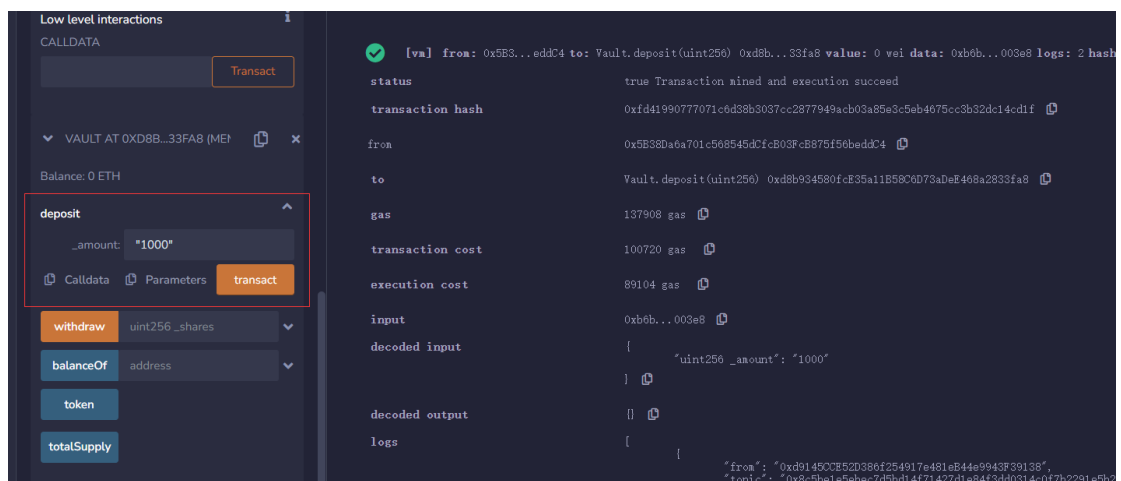 Low level interactions
i
CALLDATA
Transact
VAULT AT 0XD8B...33FA8 (MEM
Balance: 0 ETH
deposit
_amount: "1000"
Calldata Parameters transact
withdraw uint256 _shares
balanceOf address
token
totalSupply
[vm] from: 0x5B3...eddC4 to: Vault.deposit(uint256) 0xd8b...33fa8 value: 0 wei data: 0xb6b...003e8 logs: 2 hash
status true Transaction mined and execution succeed
transaction hash 0xfd41990777071c6d38b3037cc2877949acb03a85e3c5eb4675cc3b32dc14cd1f
from 0x5B38Da6a701c568545dCfcB03FcB875f56beddC4
to Vault.deposit(uint256) 0xd8b934580fcE35a11B58C6D73aDeE468a2833fa8
gas 137908 gas
transaction cost 100720 gas
execution cost 89104 gas
input 0xb6b...003e8
decoded input {
"uint256 _amount": "1000"
}
decoded output {}
logs [
{
"from": "0xd9145CCE52D386f254917e481eB44e9943F39138",
"topic": "0x8c5be1e5ebec7d5bd14f71427d1e84f3dd0314c0f7b2291e5b2